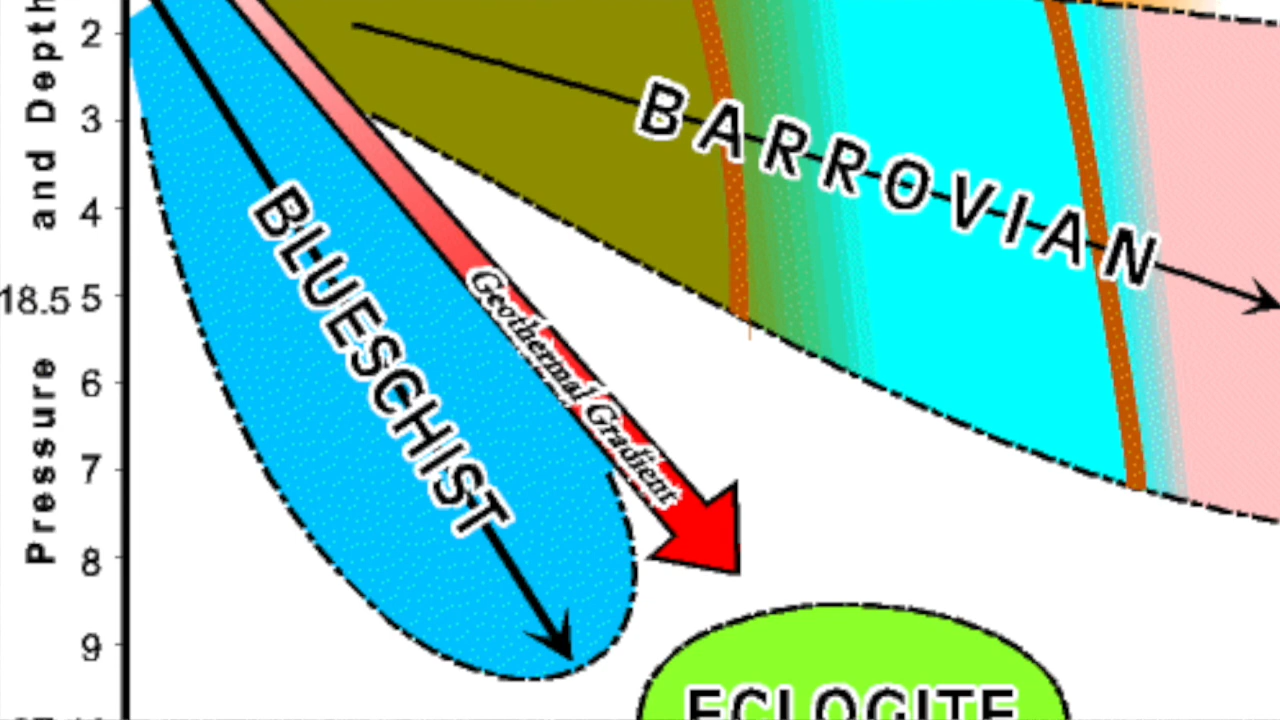 Pressure and Depth
2
3
4
18.5 5
6
7
8
9
BLUESCHIST
Geothermal Gradient
BARROVIAN
ECLOGITE